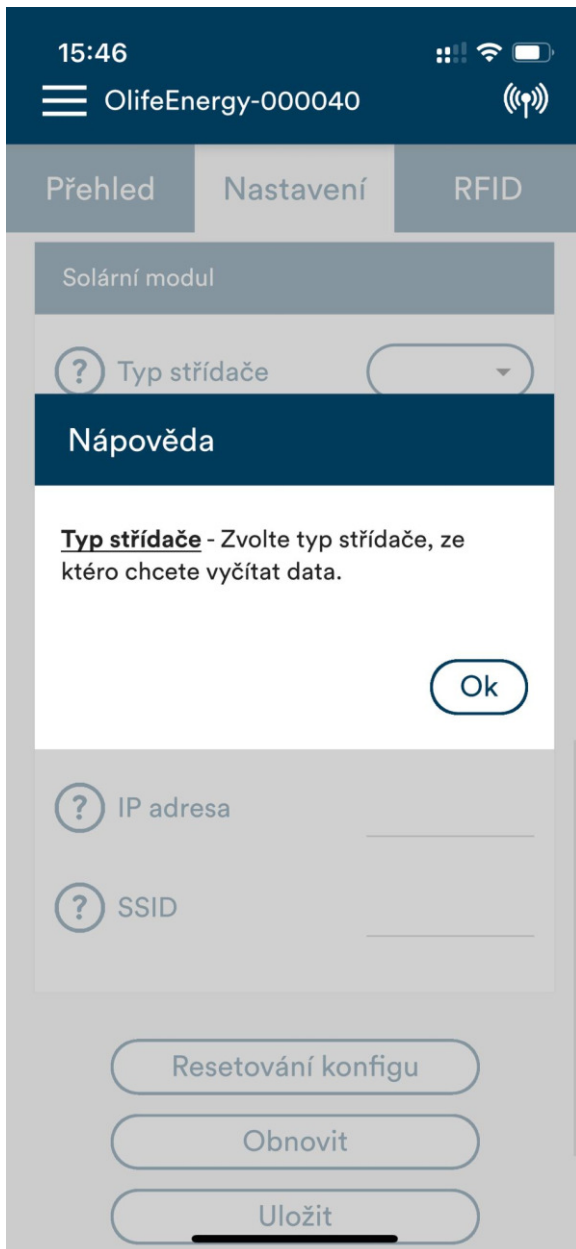 15:46
OlifeEnergy-000040
Přehled
Nastavení
RFID
Solární modul
? Typ střídače
Nápověda
Typ střídače - Zvolte typ střídače, ze
ktéro chcete vyčítat data.
Ok
? IP adresa
? SSID
Resetování konfigu
Obnovit
Uložit